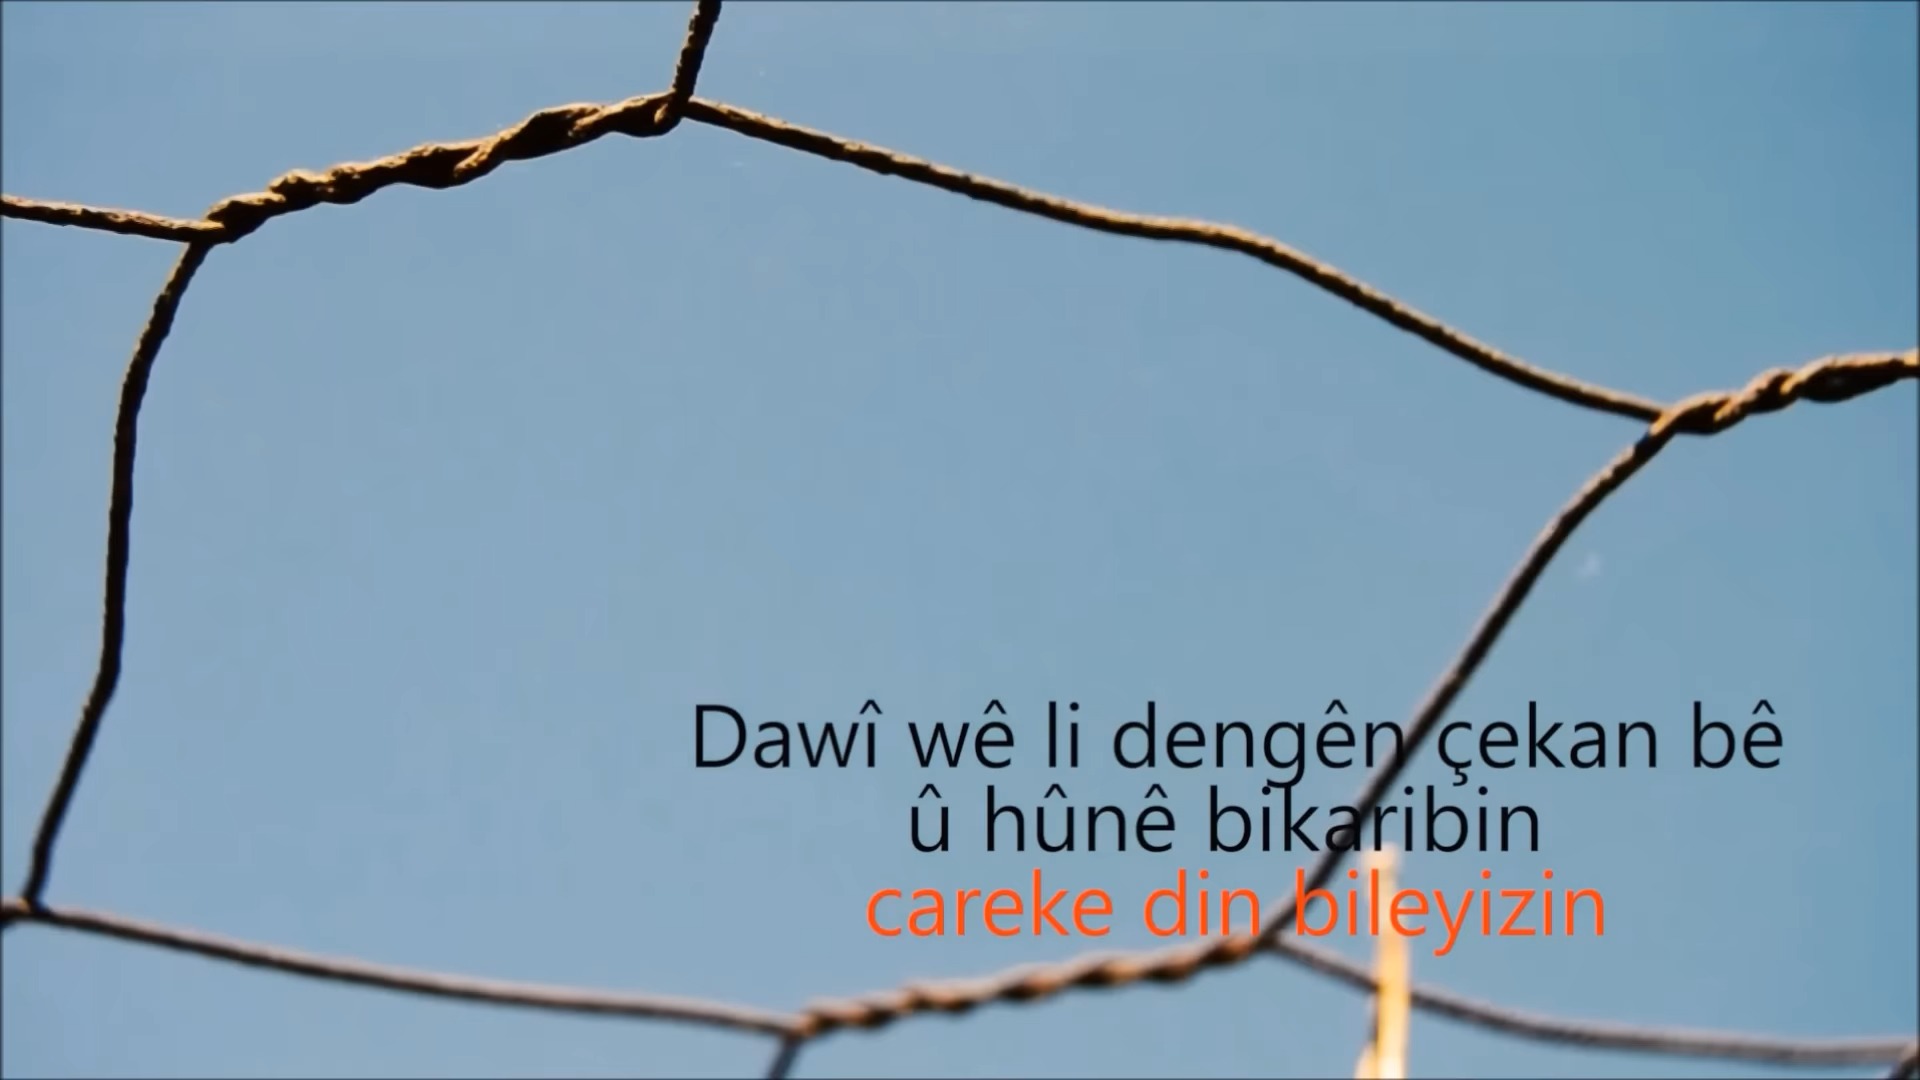 Dawî wê li dengên çekan bê
û hûnê bikaribin
careke din bileyizin